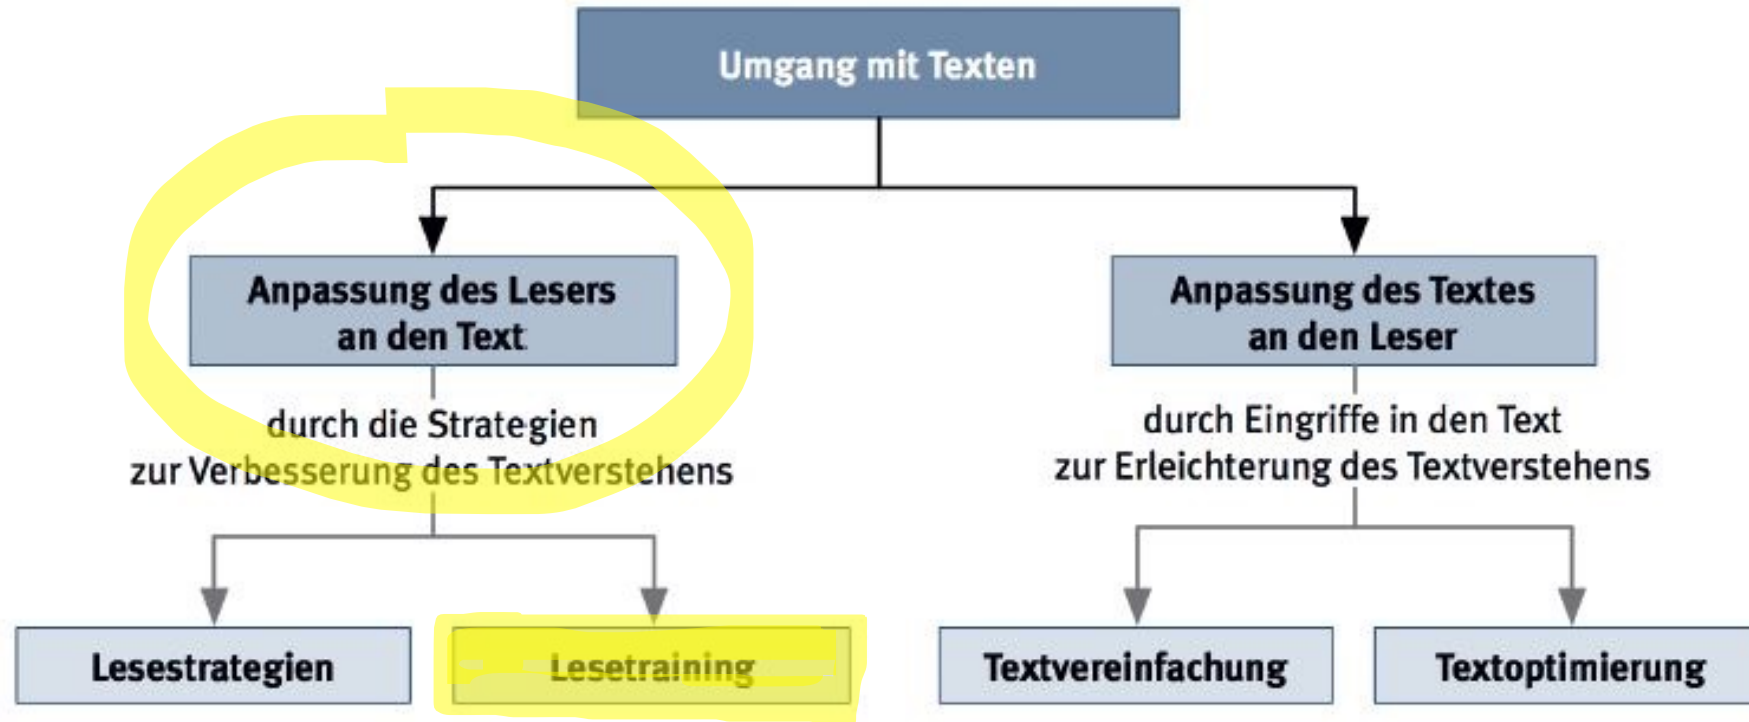 Umgang mit Texten
Anpassung des Lesers
an den Text
durch die Strategien
zur Verbesserung des Textverstehens
Lesestrategien
Lesetraining
Anpassung des Textes
an den Leser
durch Eingriffe in den Text
zur Erleichterung des Textverstehens
Textvereinfachung
Textoptimierung